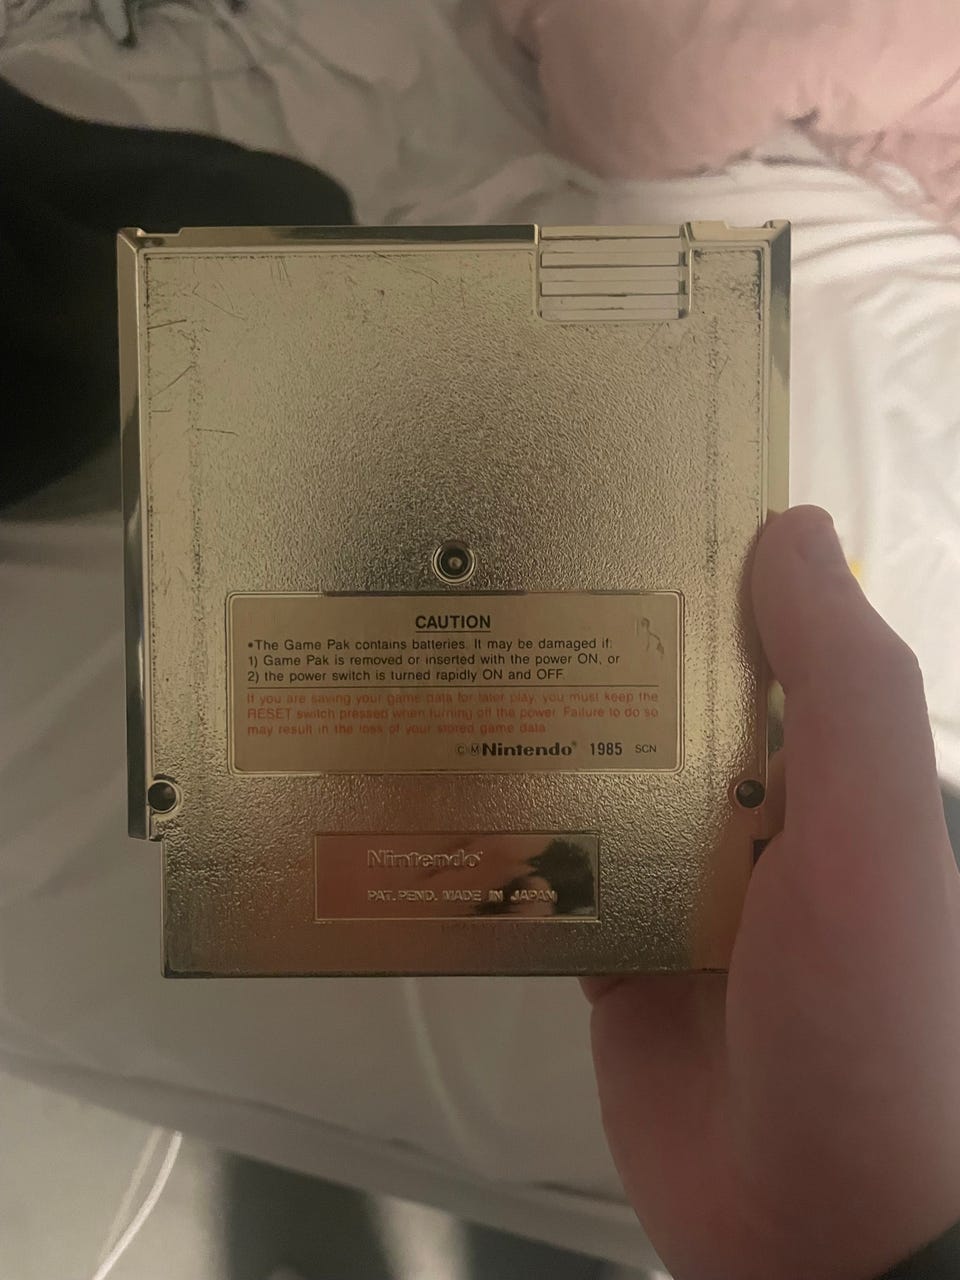 CAUTION
•The Game Pak contains batteries. It may be damaged if:
1) Game Pak is removed or inserted with the power ON, or
2) the power switch is turned rapidly ON and OFF.
If you are saving your game data for later play, you must keep the
RESET switch pressed when turning off the power. Failure to do so
may result in the loss of your stored game data.
©Ⓜ Nintendo® 1985 SCN
Nintendo®
PAT. PEND. MADE IN JAPAN